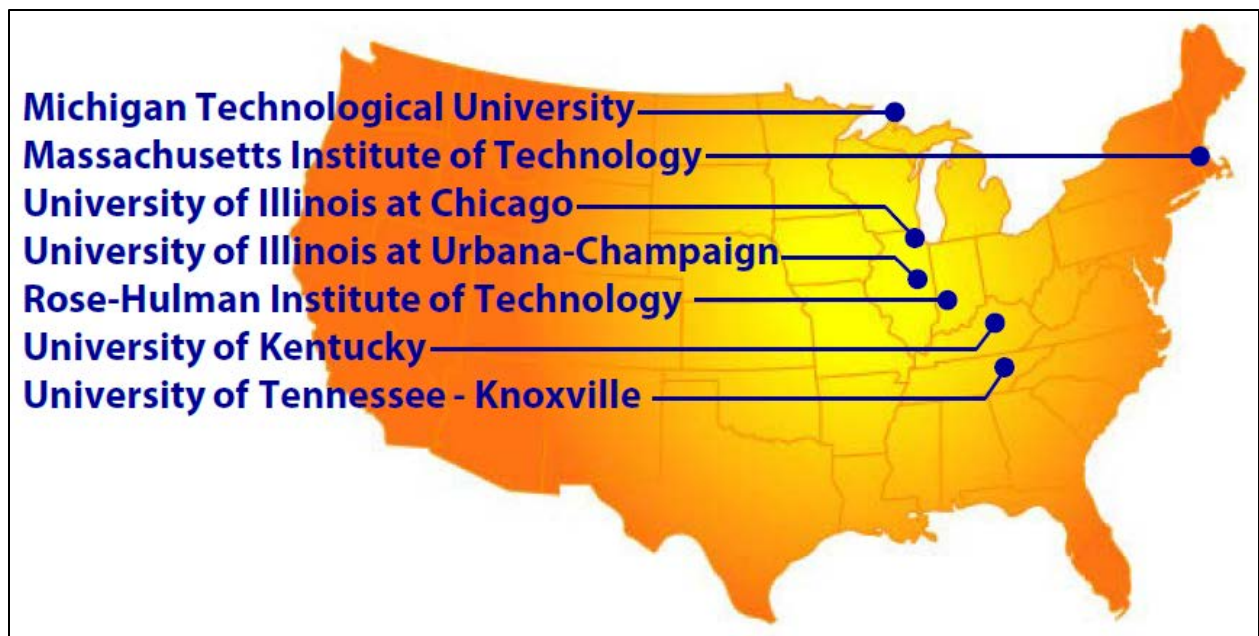 Michigan Technological University
Massachusetts Institute of Technology
University of Illinois at Chicago
University of Illinois at Urbana-Champaign
Rose-Hulman Institute of Technology
University of Kentucky
University of Tennessee - Knoxville